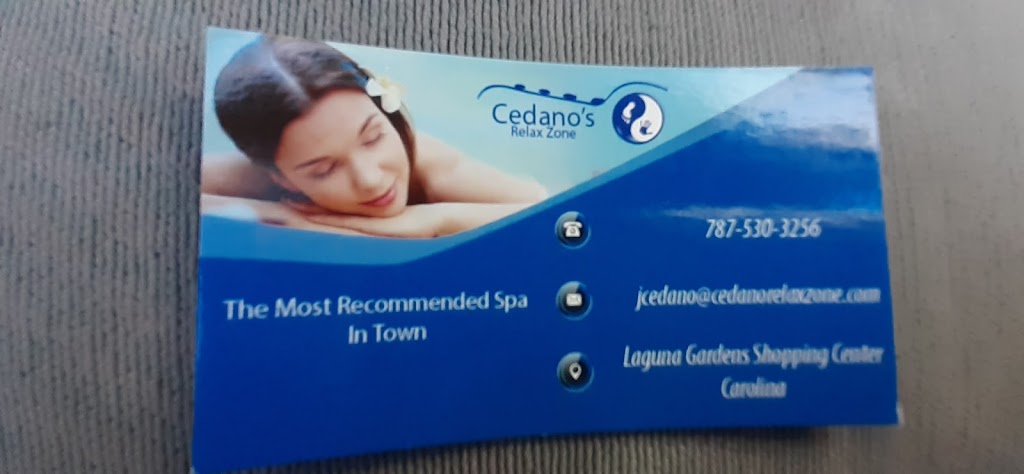 Cedano's
Relax Zone
787-530-3256
The Most Recommended Spa
In Town
jcedano@cedanorelaxzone.com
Laguna Gardens Shopping Center
Carolina